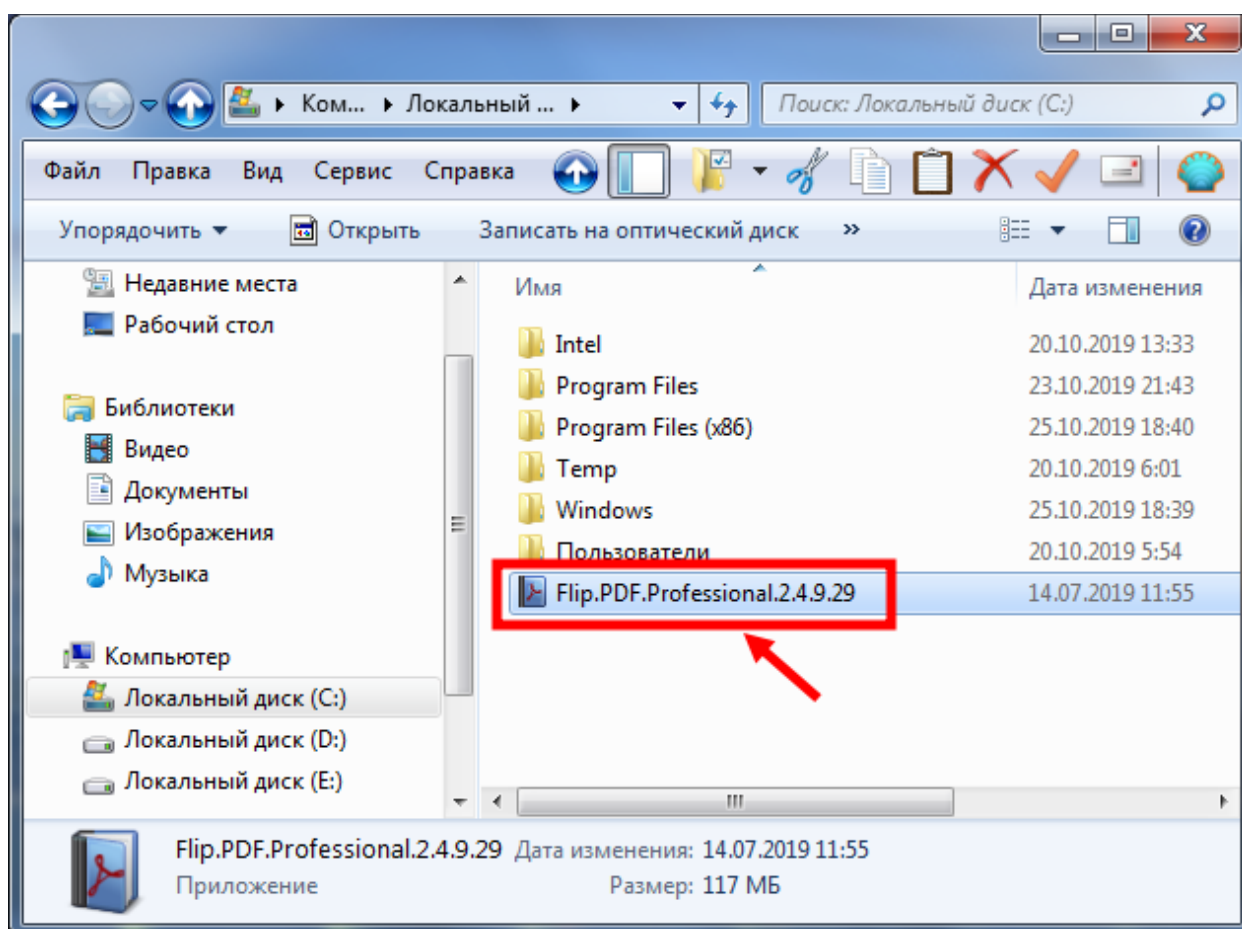 Ком... Локальный ... Поиск: Локальный диск (C:)
Файл Правка Вид Сервис Справка
Упорядочить Открыть Записать на оптический диск »
Недавние места
Рабочий стол
Библиотеки
Видео
Документы
Изображения
Музыка
Компьютер
Локальный диск (C:)
Локальный диск (D:)
Локальный диск (E:)
Имя Дата изменения
Intel 20.10.2019 13:33
Program Files 23.10.2019 21:43
Program Files (x86) 25.10.2019 18:40
Temp 20.10.2019 6:01
Windows 25.10.2019 18:39
Пользователи 20.10.2019 5:54
Flip.PDF.Professional.2.4.9.29 14.07.2019 11:55
Flip.PDF.Professional.2.4.9.29 Дата изменения: 14.07.2019 11:55
Приложение Размер: 117 МБ